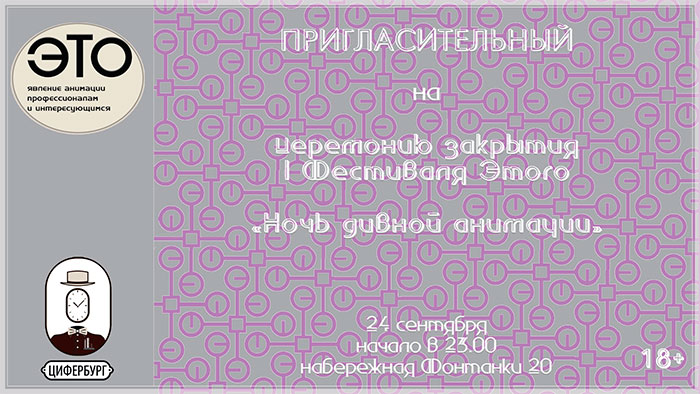 ЭТО
явление анимации
профессионалам
и интересующимся
ЦИФЕРБУРГ
ПРИГЛАСИТЕЛЬНЫЙ
на
церемонию закрытия
I Фестиваля Этого
«Ночь дивной анимации»
24 сентября
начало в 23.00
набережная Фонтанки 20
18+